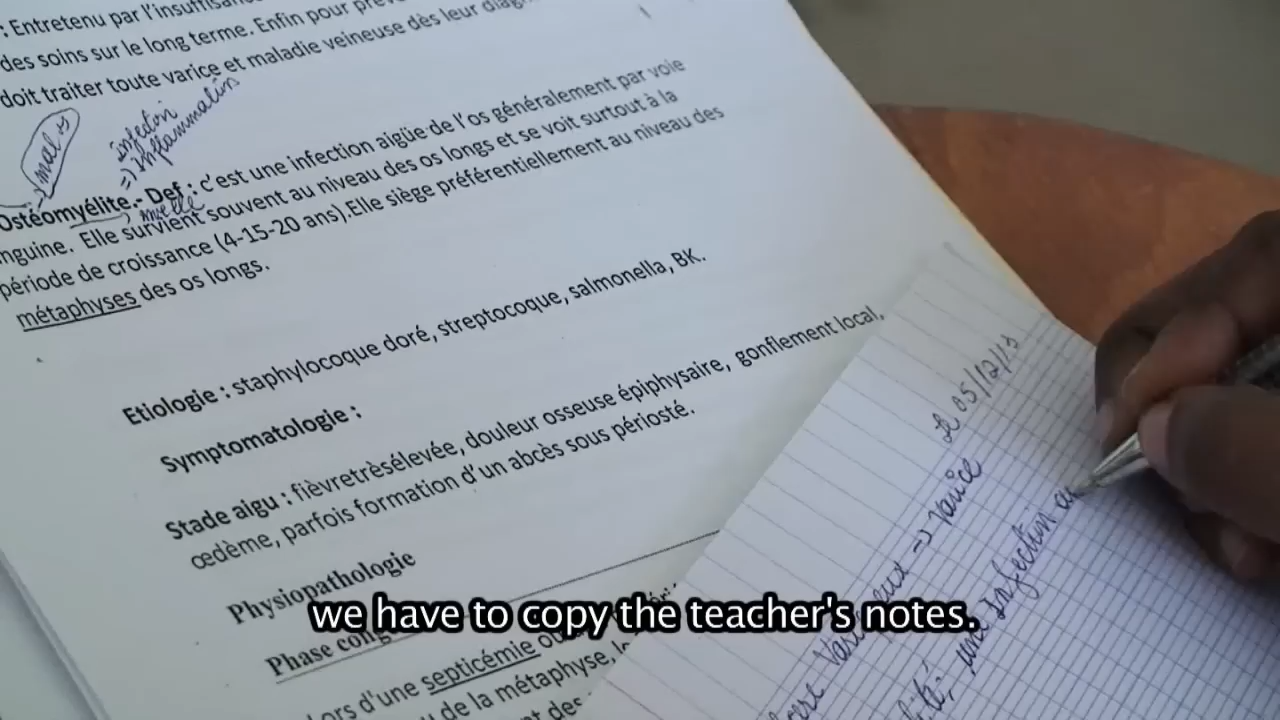 : Entretenu par l'insuffisance
des soins sur le long terme. Enfin pour
doit traiter toute varice et maladie veineuse dès leur
mal
infection
=> inflammation
Ostéomyélite.- Def : c'est une infection aigüe de l'os généralement par voie
moelle
nguine. Elle survient souvent au niveau des os longs et se voit surtout à la
période de croissance (4-15-20 ans).Elle siège préférentiellement au niveau des
métaphyses des os longs.
Etiologie : staphylocoque doré, streptocoque, salmonella, BK.
Symptomatologie :
Stade aigu : fièvretrèsélevée, douleur osseuse épiphysaire, gonflement local,
œdème, parfois formation d'un abcès sous périosté.
Physiopathologie
Phase
lors d'une septicémie
de la métaphyse,
des
le 05/12/13
-> Varice
une infection
we have to copy the teacher's notes.